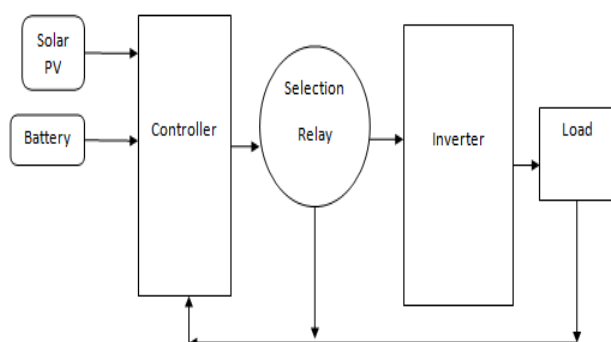 Solar
PV
Battery
Controller
Selection
Relay
Inverter
Load